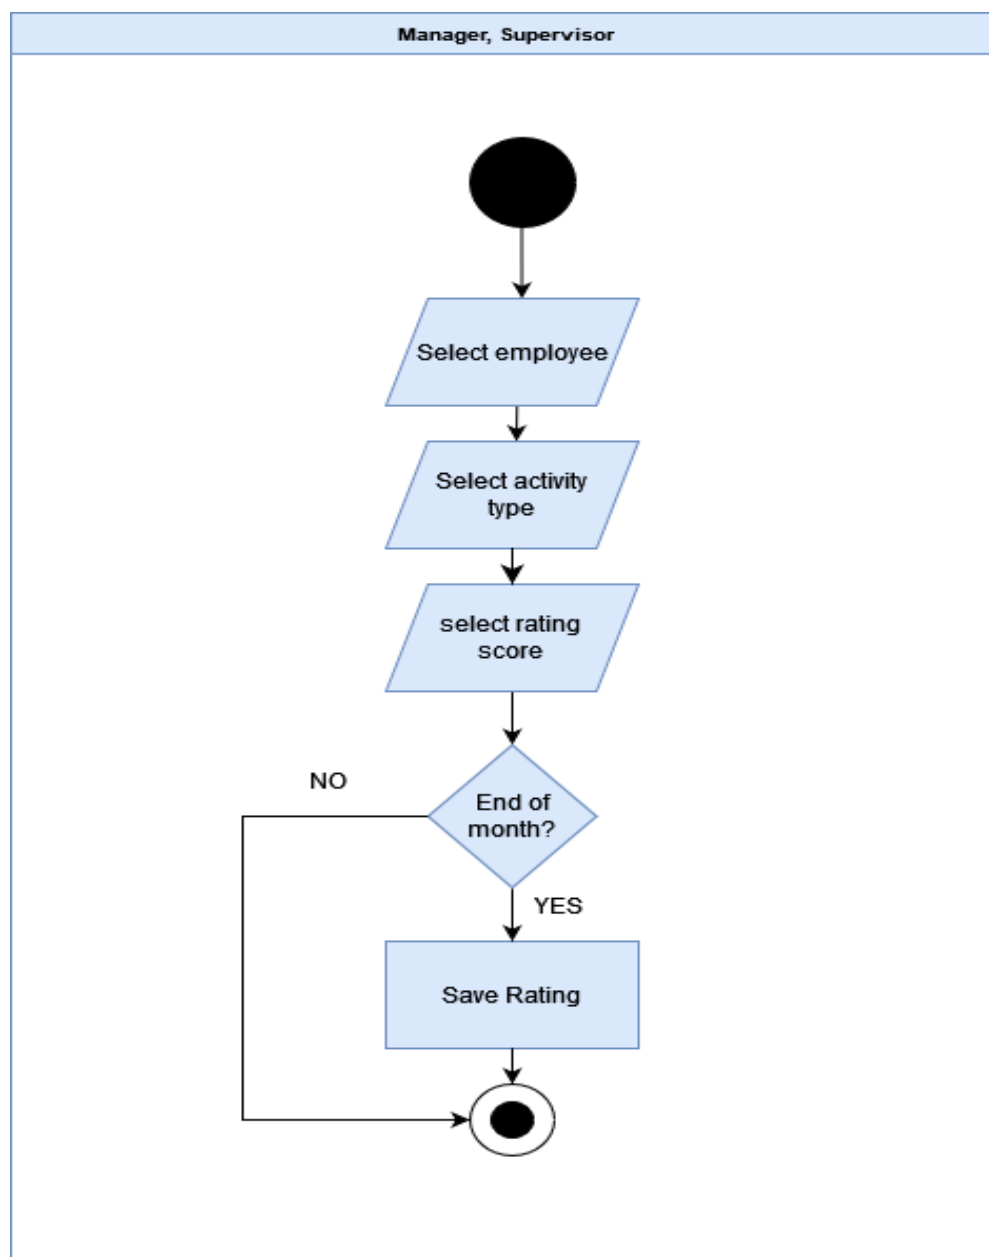 Manager, Supervisor
Select employee
Select activity
type
select rating
score
End of
month?
NO
YES
Save Rating